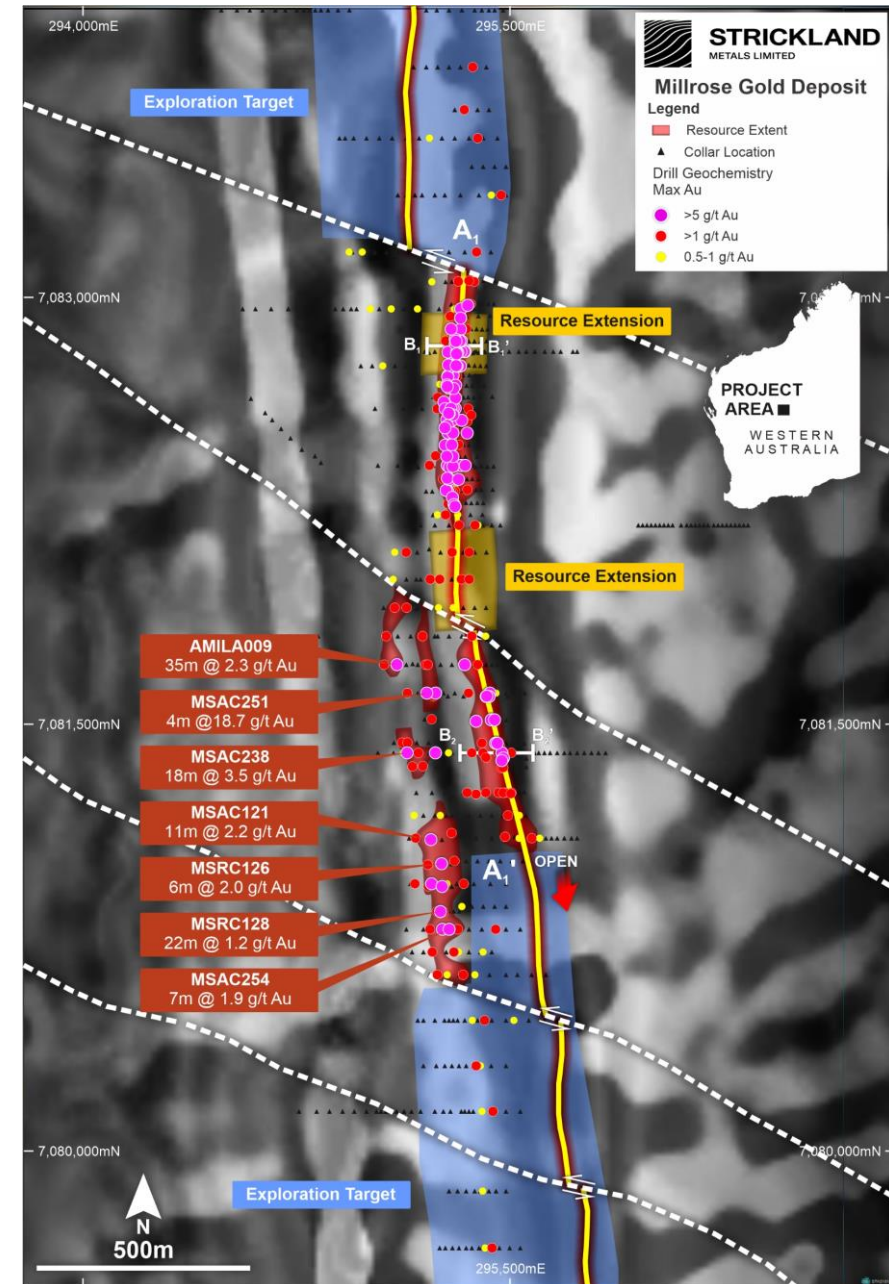 294,000mE
295,500mE
STRICKLAND
METALS LIMITED
Millrose Gold Deposit
Legend
Resource Extent
Collar Location
Drill Geochemistry
Max Au
>5 g/t Au
>1 g/t Au
0.5-1 g/t Au
Exploration Target
A1
7,083,000mN
Resource Extension
B1
B1'
PROJECT
AREA
WESTERN
AUSTRALIA
Resource Extension
AMILA009
35m @ 2.3 g/t Au
MSAC251
4m @18.7 g/t Au
7,081,500mN
7,081,500mN
B2
MSAC238
18m @ 3.5 g/t Au
MSAC121
11m @ 2.2 g/t Au
A1'
OPEN
MSRC126
6m @ 2.0 g/t Au
MSRC128
22m @ 1.2 g/t Au
MSAC254
7m @ 1.9 g/t Au
7,080,000mN
7,080,000mN
Exploration Target
N
500m
295,500mE